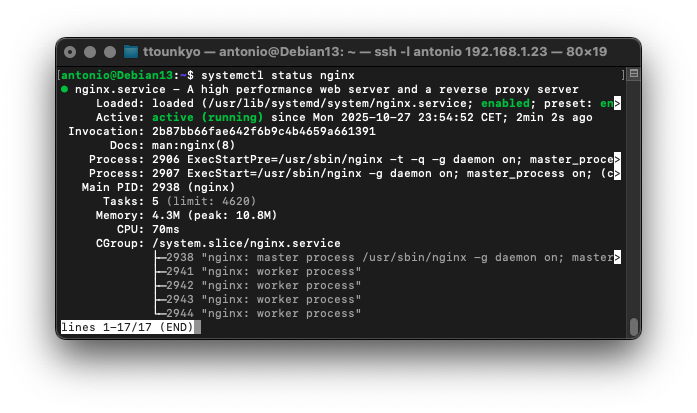 ttounkyo — antonio@Debian13: ~ — ssh -l antonio 192.168.1.23 — 80×19
[antonio@Debian13:~$ systemctl status nginx ]
● nginx.service - A high performance web server and a reverse proxy server
Loaded: loaded (/usr/lib/systemd/system/nginx.service; enabled; preset: en>
Active: active (running) since Mon 2025-10-27 23:54:52 CET; 2min 2s ago
Invocation: 2b87bb66fae642f6b9c4b4659a661391
Docs: man:nginx(8)
Process: 2906 ExecStartPre=/usr/sbin/nginx -t -q -g daemon on; master_proce>
Process: 2907 ExecStart=/usr/sbin/nginx -g daemon on; master_process on; (c>
Main PID: 2938 (nginx)
Tasks: 5 (limit: 4620)
Memory: 4.3M (peak: 10.8M)
CPU: 70ms
CGroup: /system.slice/nginx.service
├─2938 "nginx: master process /usr/sbin/nginx -g daemon on; master>
├─2941 "nginx: worker process"
├─2942 "nginx: worker process"
├─2943 "nginx: worker process"
└─2944 "nginx: worker process"
lines 1-17/17 (END)